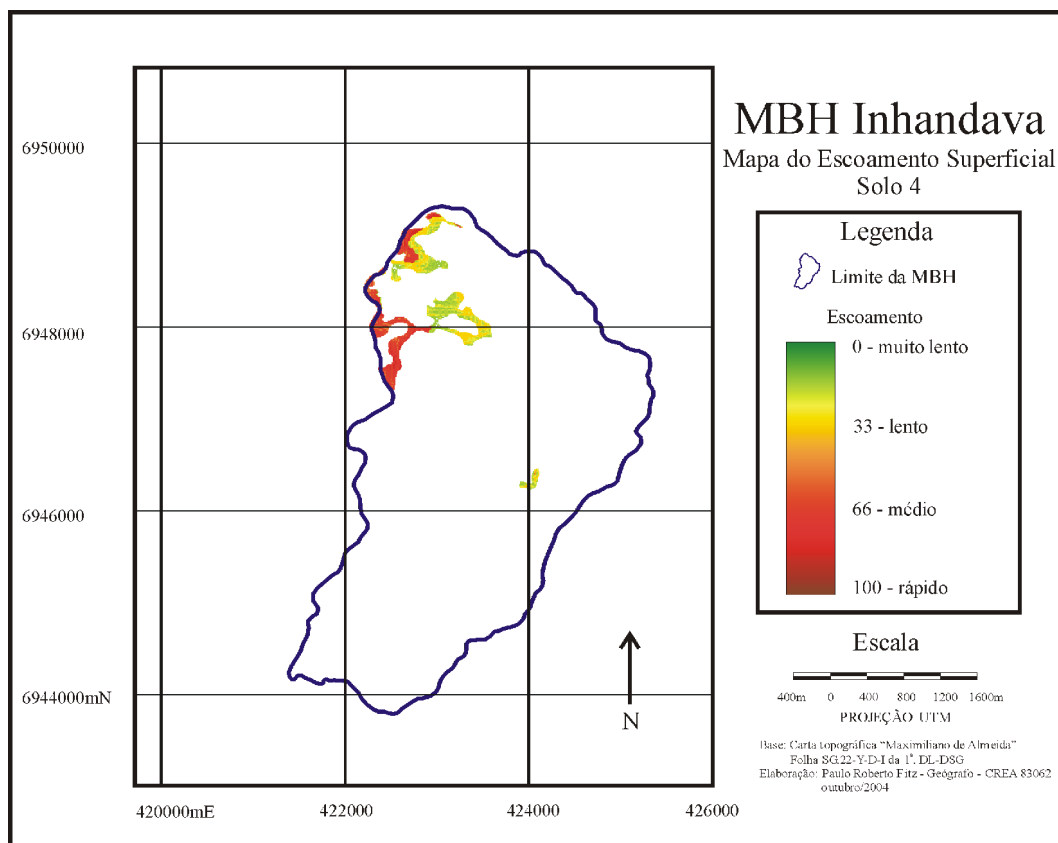 MBH Inhandava
Mapa do Escoamento Superficial
Solo 4
Legenda
Limite da MBH
Escoamento
0 - muito lento
33 - lento
66 - médio
100 - rápido
Escala
400m 0 400 800 1200 1600m
PROJEÇÃO UTM
Base: Carta topográfica "Maximiliano de Almeida"
Folha SG.22-Y-D-I da 1ª. DL-DSG
Elaboração: Paulo Roberto Fitz - Geógrafo - CREA 83062
outubro/2004
6950000
6948000
6946000
6944000mN
420000mE 422000 424000 426000
N